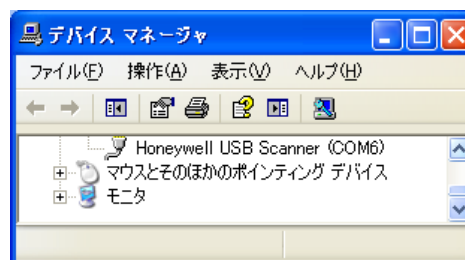 デバイス マネージャ
ファイル(F) 操作(A) 表示(V) ヘルプ(H)
Honeywell USB Scanner (COM6)
マウスとそのほかのポインティング デバイス
モニタ